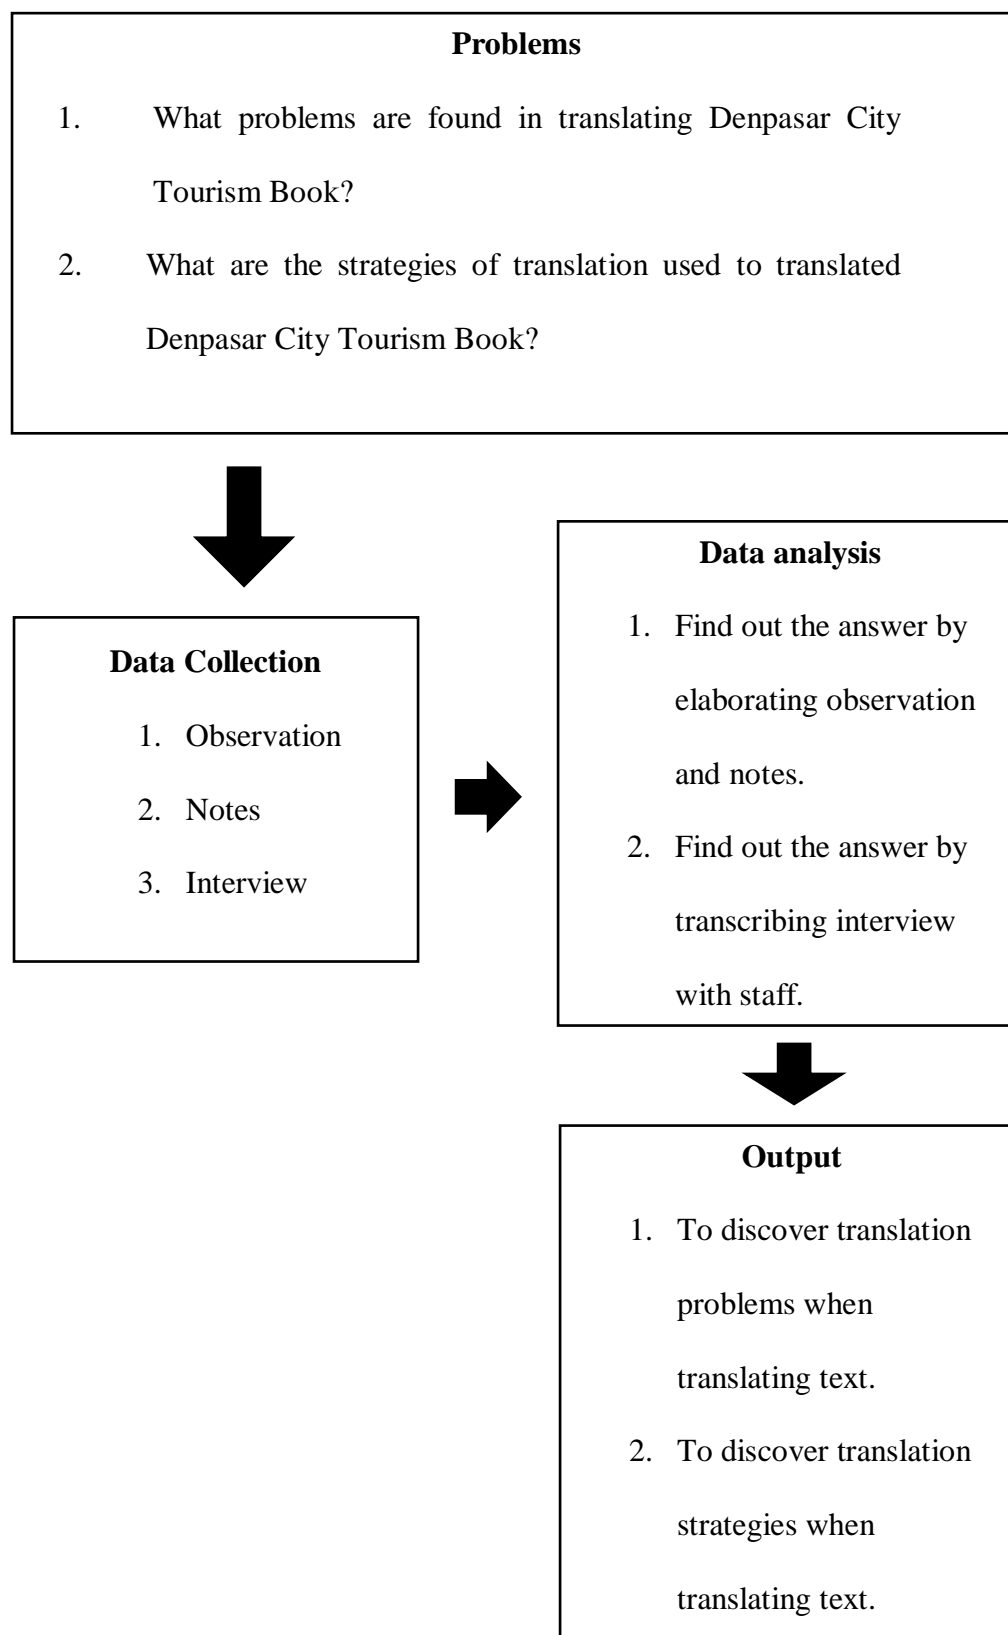 Problems
1. What problems are found in translating Denpasar City
Tourism Book?
2. What are the strategies of translation used to translated
Denpasar City Tourism Book?
Data Collection
1. Observation
2. Notes
3. Interview
Data analysis
1. Find out the answer by
elaborating observation
and notes.
2. Find out the answer by
transcribing interview
with staff.
Output
1. To discover translation
problems when
translating text.
2. To discover translation
strategies when
translating text.